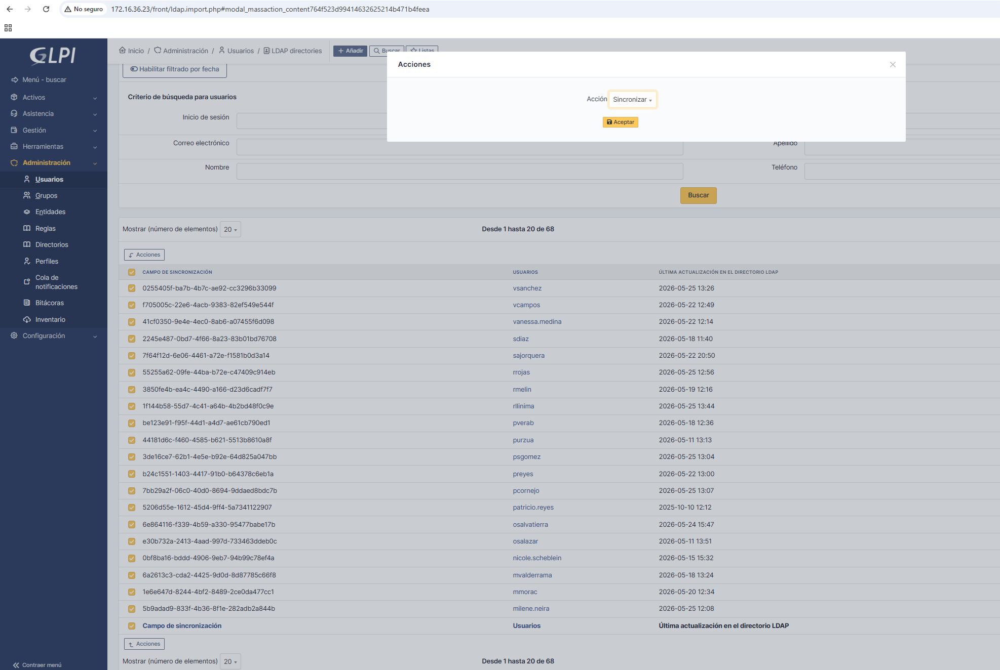 No seguro
172.16.36.23/front/ldap.import.php#modal_massaction_content764f523d99414632625214b471b4feea
GLPI
Menú - buscar
Activos
Asistencia
Gestión
Herramientas
Administración
Usuarios
Grupos
Entidades
Reglas
Directorios
Perfiles
Cola de
notificaciones
Bitácoras
Inventario
Configuración
Contraer menú
Inicio / Administración / Usuarios / LDAP directories
Añadir
Buscar
Listas
Habilitar filtrado por fecha
Acciones
Acción Sincronizar
Aceptar
Criterio de búsqueda para usuarios
Inicio de sesión
Correo electrónico
Apellido
Nombre
Teléfono
Buscar
Mostrar (número de elementos) 20
Desde 1 hasta 20 de 68
Acciones
CAMPO DE SINCRONIZACIÓN USUARIOS ÚLTIMA ACTUALIZACIÓN EN EL DIRECTORIO LDAP
0255405f-ba7b-4b7c-ae92-cc3296b33099 vsanchez 2026-05-25 13:26
f705005c-22e6-4acb-9383-82ef549e544f vcampos 2026-05-22 12:49
41cf0350-9e4e-4ec0-8ab6-a07455f6d098 vanessa.medina 2026-05-22 12:14
2245e487-0bd7-4f66-8a23-83b01bd76708 sdiaz 2026-05-18 11:40
7f64f12d-6e06-4461-a72e-f1581b0d3a14 sajorquera 2026-05-22 20:50
55255a62-09fe-44ba-b72e-c47409c914eb rrojas 2026-05-25 12:56
3850fe4b-ea4c-4490-a166-d23d6cadf7f7 rmelin 2026-05-19 12:16
1f144b58-55d7-4c41-a64b-4b2bd48f0c9e rllinima 2026-05-25 13:44
be123e91-f95f-44d1-a4d7-ae61cb790ed1 pverab 2026-05-18 12:36
44181d6c-f460-4585-b621-5513b8610a8f purzua 2026-05-11 13:13
3de16ce7-62b1-4e5e-b92e-64d825a047bb psgomez 2026-05-25 13:04
b24c1551-1403-4417-91b0-b64378c6eb1a preyes 2026-05-22 13:00
7bb29a2f-06c0-40d0-8694-9ddaed8bdc7b pcornejo 2026-05-25 13:07
5206d55e-1612-45d4-9ff4-5a7341122907 patricio.reyes 2025-10-10 12:12
6e864116-f339-4b59-a330-95477babe17b osalvatierra 2026-05-24 15:47
e30b732a-2413-4aad-997d-733463ddeb0c osalazar 2026-05-11 13:51
0bf8ba16-bddd-4906-9eb7-94b99c78ef4a nicole.scheblein 2026-05-15 15:32
6a2613c3-cda2-4425-9d0d-8d87785c66f8 mvalderrama 2026-05-18 13:24
1e6e647d-8244-4bf2-8489-2ce0da477cc1 mmorac 2026-05-20 12:34
5b9adad9-833f-4b36-8f1e-282adb2a844b milene.neira 2026-05-25 12:08
Campo de sincronización Usuarios Última actualización en el directorio LDAP
Acciones
Mostrar (número de elementos) 20
Desde 1 hasta 20 de 68